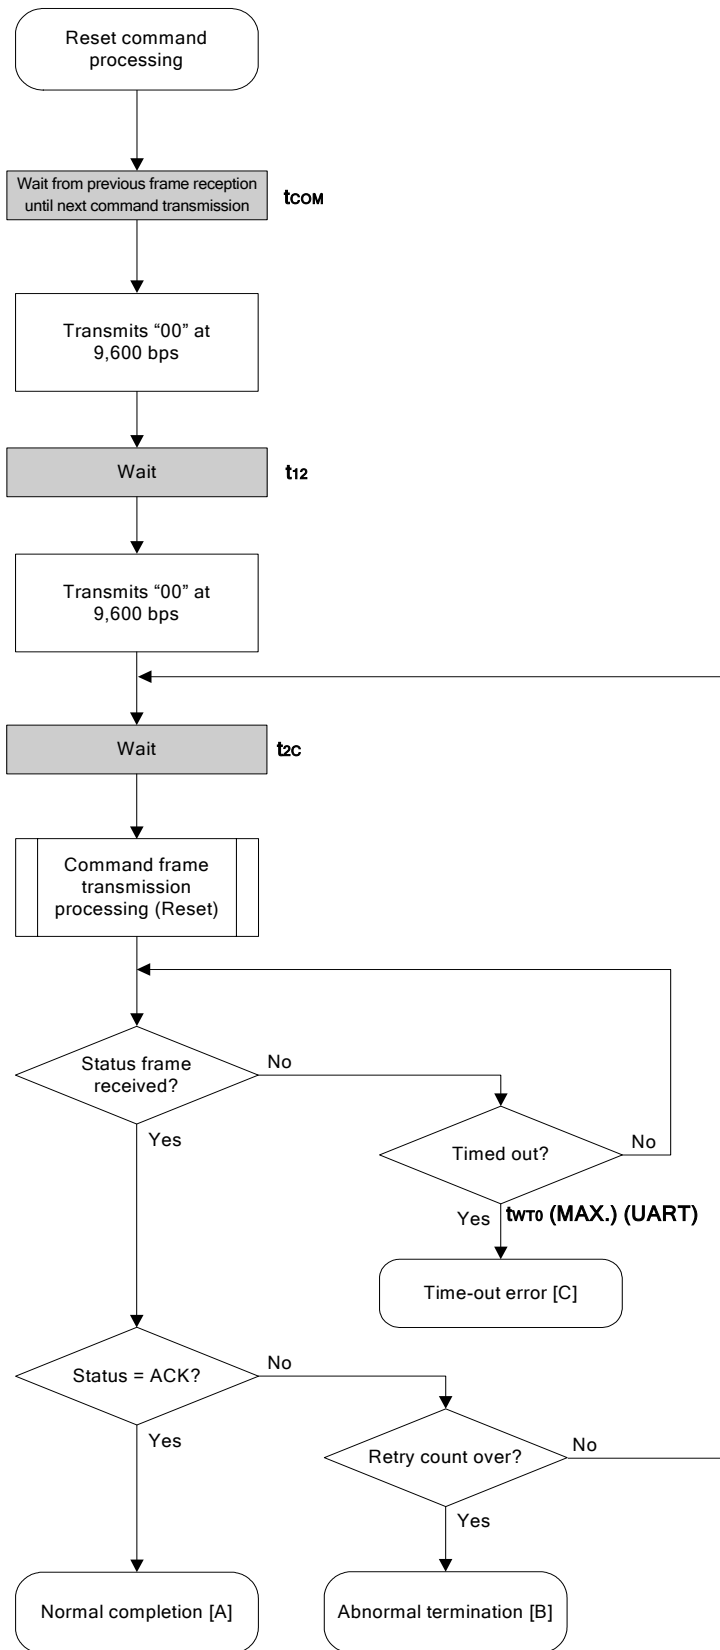 Reset command
processing
Wait from previous frame reception
until next command transmission
tCOM
Transmits “00” at
9,600 bps
Wait
t12
Transmits “00” at
9,600 bps
Wait
t2C
Command frame
transmission
processing (Reset)
Status frame
received?
No
Yes
Timed out?
No
Yes
tWT0 (MAX.) (UART)
Time-out error [C]
Status = ACK?
No
Yes
Retry count over?
No
Yes
Normal completion [A]
Abnormal termination [B]